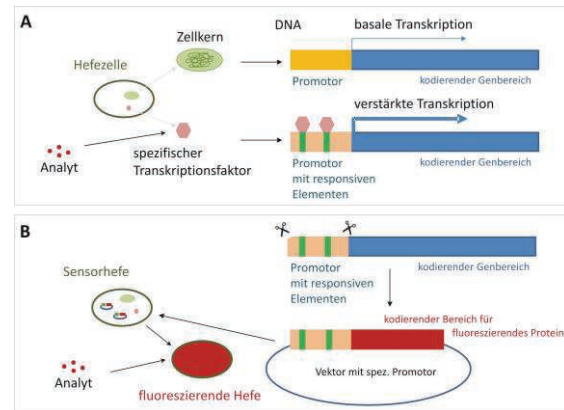 A
DNA
basale Transkription
Zellkern
Hefezelle
Promotor
kodierender Genbereich
verstärkte Transkription
Analyt
spezifischer
Transkriptionsfaktor
Promotor
mit responsiven
Elementen
kodierender Genbereich
B
Sensorhefe
Promotor
mit responsiven
Elementen
kodierender Genbereich
kodierender Bereich für
fluoreszierendes Protein
Analyt
fluoreszierende Hefe
Vektor mit spez. Promotor